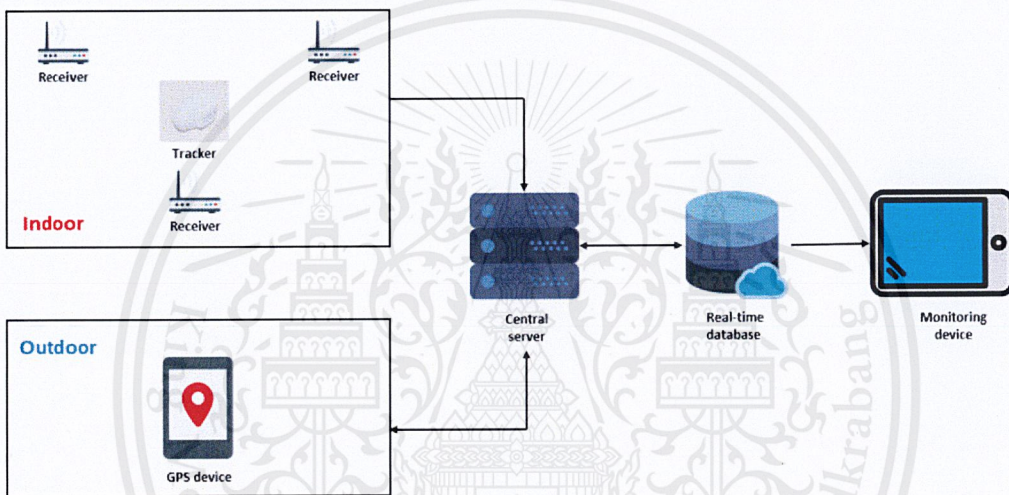 Receiver
Receiver
Tracker
Receiver
Indoor
Central
server
Real-time
database
Monitoring
device
Outdoor
GPS device